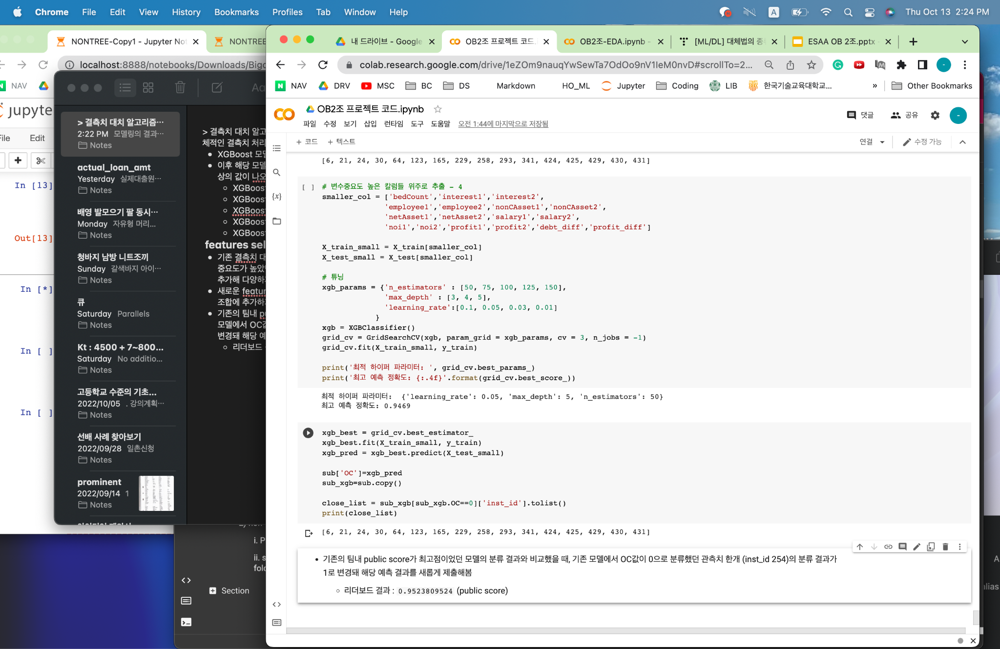 Chrome File Edit View History Bookmarks Profiles Tab Window Help
A
Thu Oct 13 2:24 PM
NONTREE-Copy1 - Jupyter Not
NONTREE
localhost:8888/notebooks/Downloads/Bigc
NAV
jupyte
File Edit
In [13]
Out[13]
In [*]
In [ ]
In [ ]
Aa
> 결측치 대치 알고리즘…
2:22 PM 모델링의 결과…
Notes
actual_loan_amt
Yesterday 실제대출원…
Notes
배영 발모으기 팔 동시…
Monday 자유형 머리...
Notes
청바지 남방 니트조끼
Sunday 갈색바지 아이…
Notes
큐
Saturday Parallels
Notes
Kt : 4500 + 7~800...
Saturday No additio...
Notes
고등학교 수준의 기초...
2022/10/05 . 강의계획…
Notes
선배 사례 찾아보기
2022/09/28 일촌신청
Notes
prominent
2022/09/14 1
Notes
> 결측치 대치 알고
체적인 결측치 처리
• XGBoost 모델
• 이후 해당 모델
상의 값이 나오
XGBoost
XGBoost
XGBoost
XGBoost
XGBoost
features sel
• 기존 결측치 대
중요도가 높았
추가해 다양하
• 새로운 featur
조합에 추가하
• 기존의 팀내 pu
모델에서 OC값
변경돼 해당 예
리더보드
i. P
ii. s
fold
Section
내 드라이브 - Google
OB2조 프로젝트 코드.
OB2조-EDA.ipynb -
[ML/DL] 대체법의 종
ESAA OB 2조.pptx -
colab.research.google.com/drive/1eZOm9nauqYwSewTa7OdOo9nV1IeM0nvD#scrollTo=2...
NAV DRV MSC BC DS Markdown HO_ML Jupyter Coding LIB 한국기술교육대학교... » Other Bookmarks
OB2조 프로젝트 코드.ipynb
댓글 공유
파일 수정 보기 삽입 런타임 도구 도움말 오전 1:44에 마지막으로 저장됨
+ 코드 + 텍스트
연결 수정 가능
[6, 21, 24, 30, 64, 123, 165, 229, 258, 293, 341, 424, 425, 429, 430, 431]
{x}
[ ] # 변수중요도 높은 칼럼들 위주로 추출 - 4
smaller_col = ['bedCount','interest1','interest2',
'employee1','employee2','nonCAsset1','nonCAsset2',
'netAsset1','netAsset2','salary1','salary2',
'noi1','noi2','profit1','profit2','debt_diff','profit_diff']
X_train_small = X_train[smaller_col]
X_test_small = X_test[smaller_col]
# 튜닝
xgb_params = {'n_estimators' : [50, 75, 100, 125, 150],
'max_depth' : [3, 4, 5],
'learning_rate':[0.1, 0.05, 0.03, 0.01]
}
xgb = XGBClassifier()
grid_cv = GridSearchCV(xgb, param_grid = xgb_params, cv = 3, n_jobs = -1)
grid_cv.fit(X_train_small, y_train)
print('최적 하이퍼 파라미터: ', grid_cv.best_params_)
print('최고 예측 정확도: {:.4f}'.format(grid_cv.best_score_))
최적 하이퍼 파라미터:  {'learning_rate': 0.05, 'max_depth': 5, 'n_estimators': 50}
최고 예측 정확도: 0.9469
xgb_best = grid_cv.best_estimator_
xgb_best.fit(X_train_small, y_train)
xgb_pred = xgb_best.predict(X_test_small)
sub['OC']=xgb_pred
sub_xgb=sub.copy()
close_list = sub_xgb[sub_xgb.OC==0]['inst_id'].tolist()
print(close_list)
[6, 21, 24, 30, 64, 123, 165, 229, 258, 293, 341, 424, 425, 429, 430, 431]
• 기존의 팀내 public score가 최고점이었던 모델의 분류 결과와 비교했을 때, 기존 모델에서 OC값이 0으로 분류했던 관측치 한개 (inst_id 254)의 분류 결과가
1로 변경돼 해당 예측 결과를 새롭게 제출해봄
리더보드 결과 : 0.9523809524 (public score)
A
lias